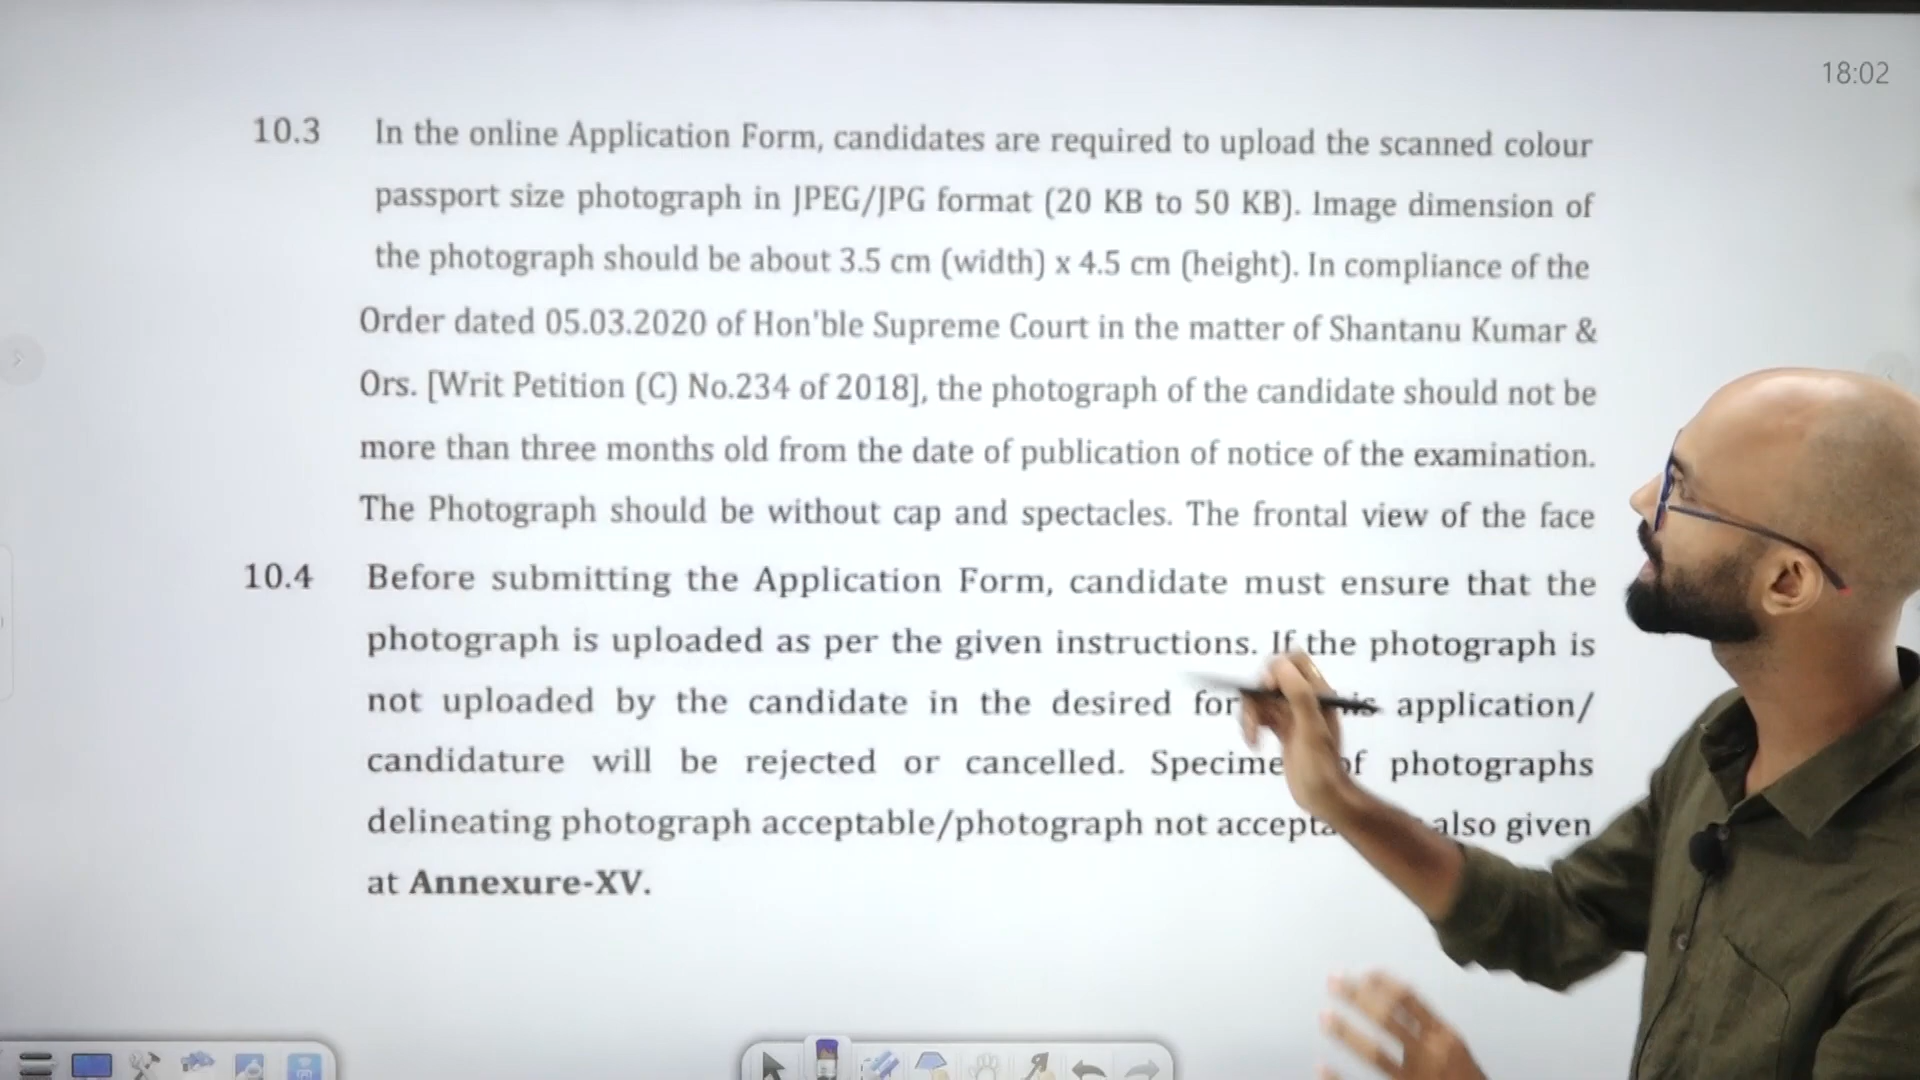 18:02
10.3 In the online Application Form, candidates are required to upload the scanned colour
passport size photograph in JPEG/JPG format (20 KB to 50 KB). Image dimension of
the photograph should be about 3.5 cm (width) x 4.5 cm (height). In compliance of the
Order dated 05.03.2020 of Hon'ble Supreme Court in the matter of Shantanu Kumar &
Ors. [Writ Petition (C) No.234 of 2018], the photograph of the candidate should not be
more than three months old from the date of publication of notice of the examination.
The Photograph should be without cap and spectacles. The frontal view of the face
10.4 Before submitting the Application Form, candidate must ensure that the
photograph is uploaded as per the given instructions. If the photograph is
not uploaded by the candidate in the desired application/
candidature will be rejected or cancelled. photographs
delineating photograph acceptable/photograph not also given
at Annexure-XV.